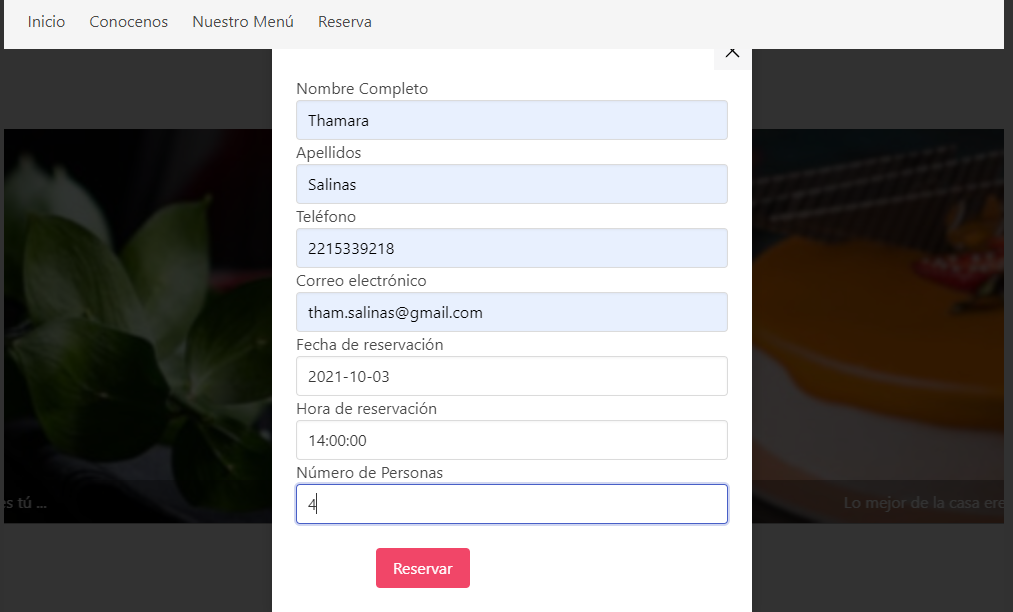 Inicio Conocenos Nuestro Menú Reserva
Nombre Completo
Thamara
Apellidos
Salinas
Teléfono
2215339218
Correo electrónico
tham.salinas@gmail.com
Fecha de reservación
2021-10-03
Hora de reservación
14:00:00
Número de Personas
4
es tú ...
Lo mejor de la casa ere
Reservar